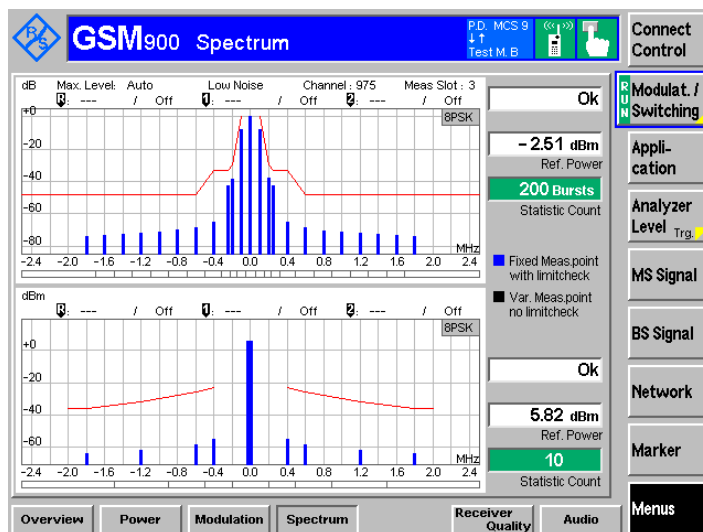 R&S
GSM900 Spectrum
P.D. MCS 9
↓↑
Test M. B
Connect
Control
RUN
Modulat. /
Switching
Appli-
cation
Analyzer
Level Trg.
MS Signal
BS Signal
Network
Marker
Menus
dB Max. Level: Auto Low Noise Channel : 975 Meas Slot : 3
R: --- / Off 1: --- / Off 2: --- / Off
8PSK
+0
-20
-40
-60
-80
MHz
-2.4 -2.0 -1.6 -1.2 -0.8 -0.4 0.0 0.4 0.8 1.2 1.6 2.0 2.4
Ok
-2.51 dBm
Ref. Power
200 Bursts
Statistic Count
Fixed Meas.point
with limitcheck
Var. Meas.point
no limitcheck
dBm
R: --- / Off 1: --- / Off 2: --- / Off
8PSK
+0
-20
-40
-60
MHz
-2.4 -2.0 -1.6 -1.2 -0.8 -0.4 0.0 0.4 0.8 1.2 1.6 2.0 2.4
Ok
5.82 dBm
Ref. Power
10
Statistic Count
Overview
Power
Modulation
Spectrum
Receiver
Quality
Audio